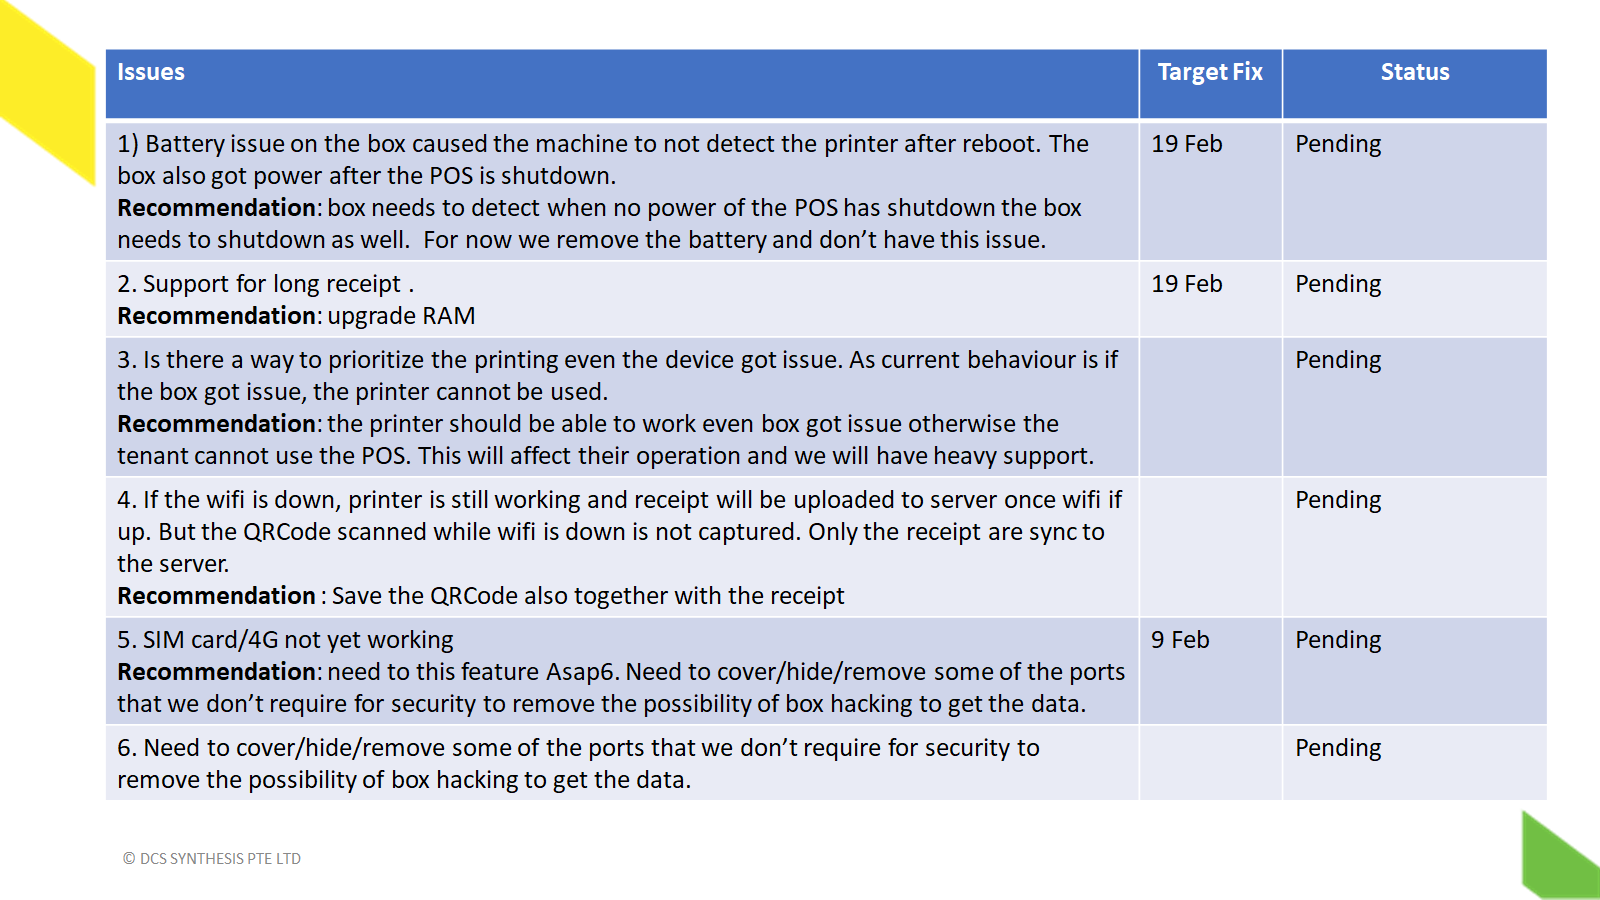 Issues Target Fix Status
1) Battery issue on the box caused the machine to not detect the printer after reboot. The 19 Feb Pending
box also got power after the POS is shutdown.
Recommendation: box needs to detect when no power of the POS has shutdown the box
needs to shutdown as well.  For now we remove the battery and don’t have this issue.
2. Support for long receipt . 19 Feb Pending
Recommendation: upgrade RAM
3. Is there a way to prioritize the printing even the device got issue. As current behaviour is if Pending
the box got issue, the printer cannot be used.
Recommendation: the printer should be able to work even box got issue otherwise the
tenant cannot use the POS. This will affect their operation and we will have heavy support.
4. If the wifi is down, printer is still working and receipt will be uploaded to server once wifi if Pending
up. But the QRCode scanned while wifi is down is not captured. Only the receipt are sync to
the server.
Recommendation : Save the QRCode also together with the receipt
5. SIM card/4G not yet working 9 Feb Pending
Recommendation: need to this feature Asap6. Need to cover/hide/remove some of the ports
that we don’t require for security to remove the possibility of box hacking to get the data.
6. Need to cover/hide/remove some of the ports that we don’t require for security to Pending
remove the possibility of box hacking to get the data.
© DCS SYNTHESIS PTE LTD